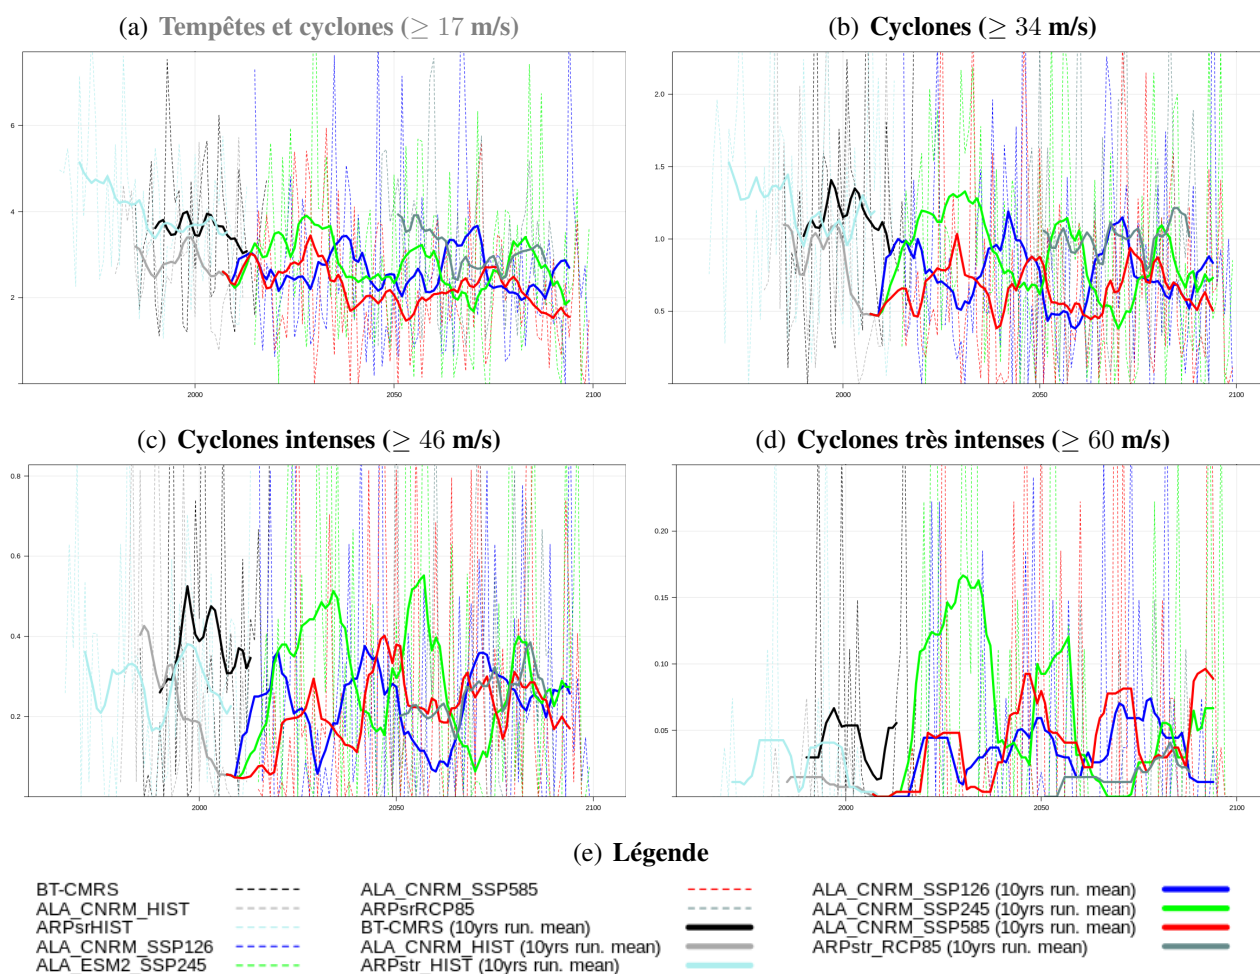 (a) Tempêtes et cyclones (≥ 17 m/s)
(b) Cyclones (≥ 34 m/s)
6
4
2
2000
2050
2100
2.0
1.5
1.0
0.5
2000
2050
2100
(c) Cyclones intenses (≥ 46 m/s)
(d) Cyclones très intenses (≥ 60 m/s)
0.8
0.6
0.4
0.2
2000
2050
2100
0.20
0.15
0.10
0.05
2000
2050
2100
(e) Légende
BT-CMRS
ALA_CNRM_HIST
ARPsrHIST
ALA_CNRM_SSP126
ALA_ESM2_SSP245
ALA_CNRM_SSP585
ARPsrRCP85
BT-CMRS (10yrs run. mean)
ALA_CNRM_HIST (10yrs run. mean)
ARPstr_HIST (10yrs run. mean)
ALA_CNRM_SSP126 (10yrs run. mean)
ALA_CNRM_SSP245 (10yrs run. mean)
ALA_CNRM_SSP585 (10yrs run. mean)
ARPstr_RCP85 (10yrs run. mean)